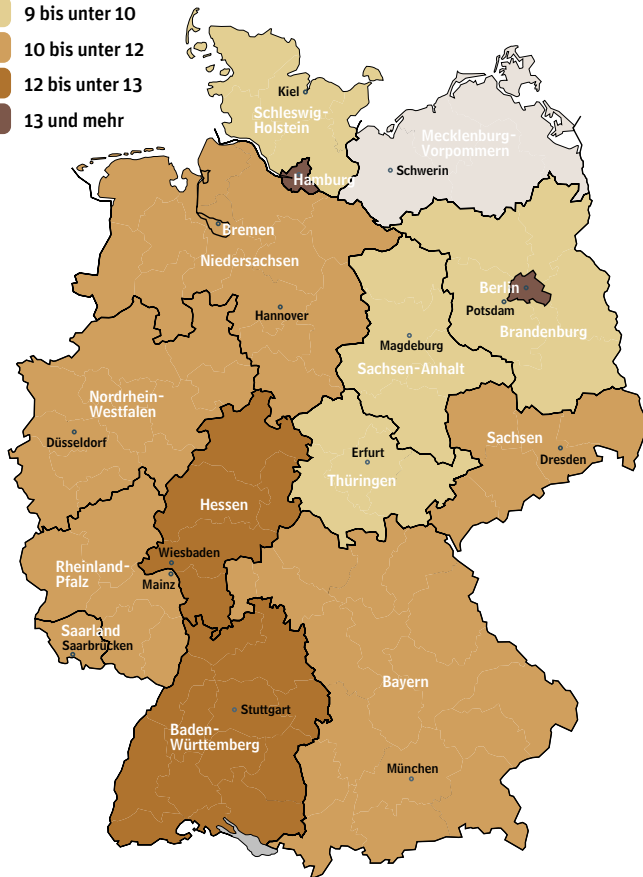 9 bis unter 10
10 bis unter 12
12 bis unter 13
13 und mehr
Kiel
Schleswig-
Holstein
Mecklenburg-
Vorpommern
Schwerin
Hamburg
Bremen
Niedersachsen
Hannover
Berlin
Potsdam
Brandenburg
Magdeburg
Sachsen-Anhalt
Nordrhein-
Westfalen
Düsseldorf
Sachsen
Dresden
Erfurt
Thüringen
Hessen
Wiesbaden
Mainz
Rheinland-
Pfalz
Saarland
Saarbrücken
Bayern
Stuttgart
Baden-
Württemberg
München